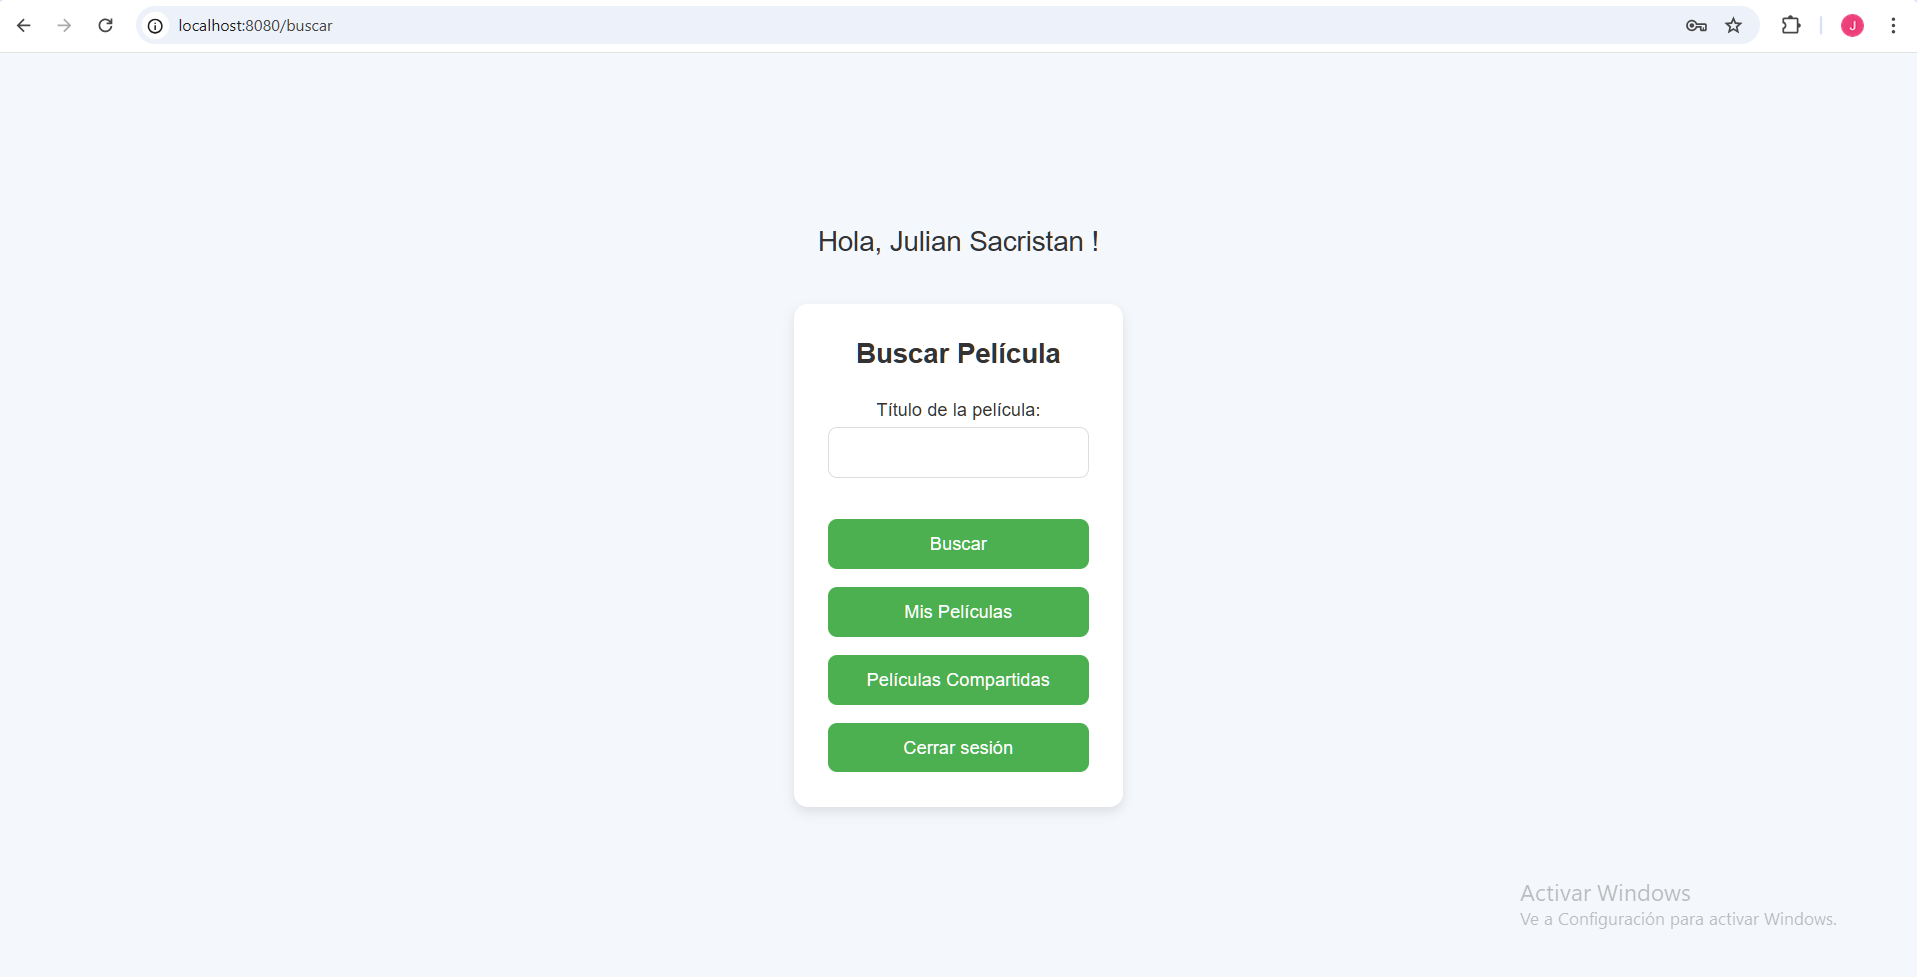 localhost:8080/buscar
J
Hola, Julian Sacristan !
Buscar Película
Título de la película:
Buscar
Mis Películas
Películas Compartidas
Cerrar sesión
Activar Windows
Ve a Configuración para activar Windows.